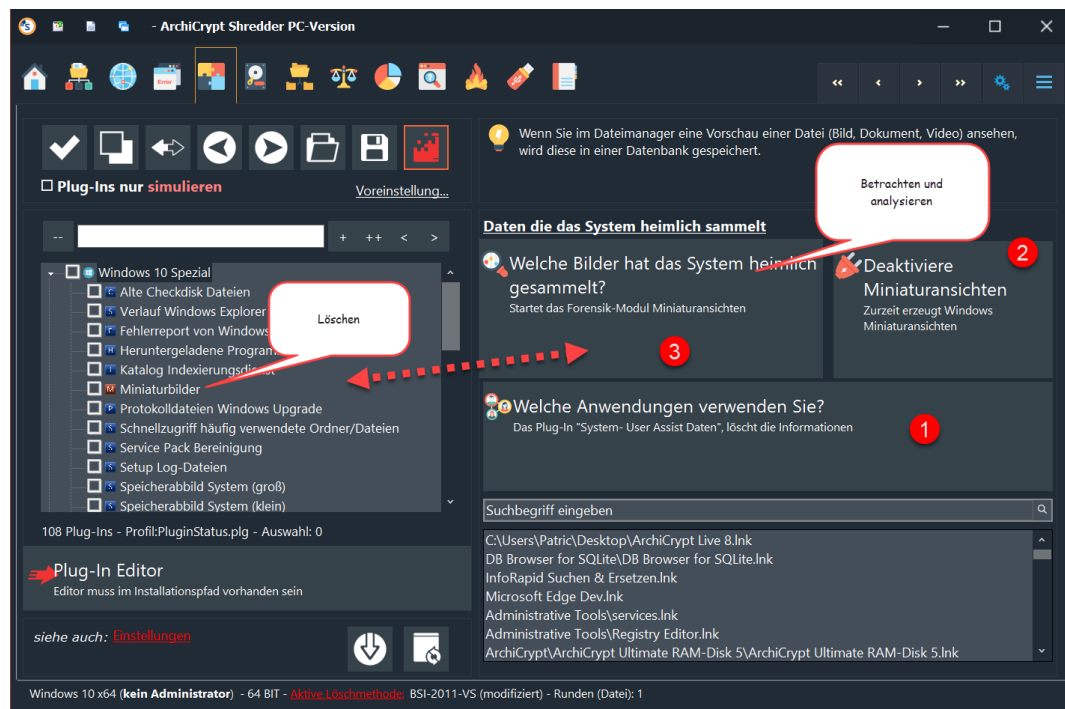 - ArchiCrypt Shredder PC-Version
Error
Plug-Ins nur simulieren
Voreinstellung...
Wenn Sie im Dateimanager eine Vorschau einer Datei (Bild, Dokument, Video) ansehen,
wird diese in einer Datenbank gespeichert.
Betrachten und
analysieren
-- + ++ < >
Windows 10 Spezial
Alte Checkdisk Dateien
Verlauf Windows Explorer
Fehlerreport von Windows
Heruntergeladene Program
Katalog Indexierungsdienst
Miniaturbilder
Protokolldateien Windows Upgrade
Schnellzugriff häufig verwendete Ordner/Dateien
Service Pack Bereinigung
Setup Log-Dateien
Speicherabbild System (groß)
Speicherabbild System (klein)
Löschen
108 Plug-Ins - Profil:PluginStatus.plg - Auswahl: 0
Plug-In Editor
Editor muss im Installationspfad vorhanden sein
siehe auch: Einstellungen
Daten die das System heimlich sammelt
Welche Bilder hat das System heimlich
gesammelt?
Startet das Forensik-Modul Miniaturansichten
3
2
Deaktiviere
Miniaturansichten
Zurzeit erzeugt Windows
Miniaturansichten
Welche Anwendungen verwenden Sie?
Das Plug-In "System- User Assist Daten", löscht die Informationen
1
Suchbegriff eingeben
C:\Users\Patric\Desktop\ArchiCrypt Live 8.lnk
DB Browser for SQLite\DB Browser for SQLite.lnk
InfoRapid Suchen & Ersetzen.lnk
Microsoft Edge Dev.lnk
Administrative Tools\services.lnk
Administrative Tools\Registry Editor.lnk
ArchiCrypt\ArchiCrypt Ultimate RAM-Disk 5\ArchiCrypt Ultimate RAM-Disk 5.lnk
Windows 10 x64 (kein Administrator) - 64 BIT - Aktive Löschmethode: BSI-2011-VS (modifiziert) - Runden (Datei): 1